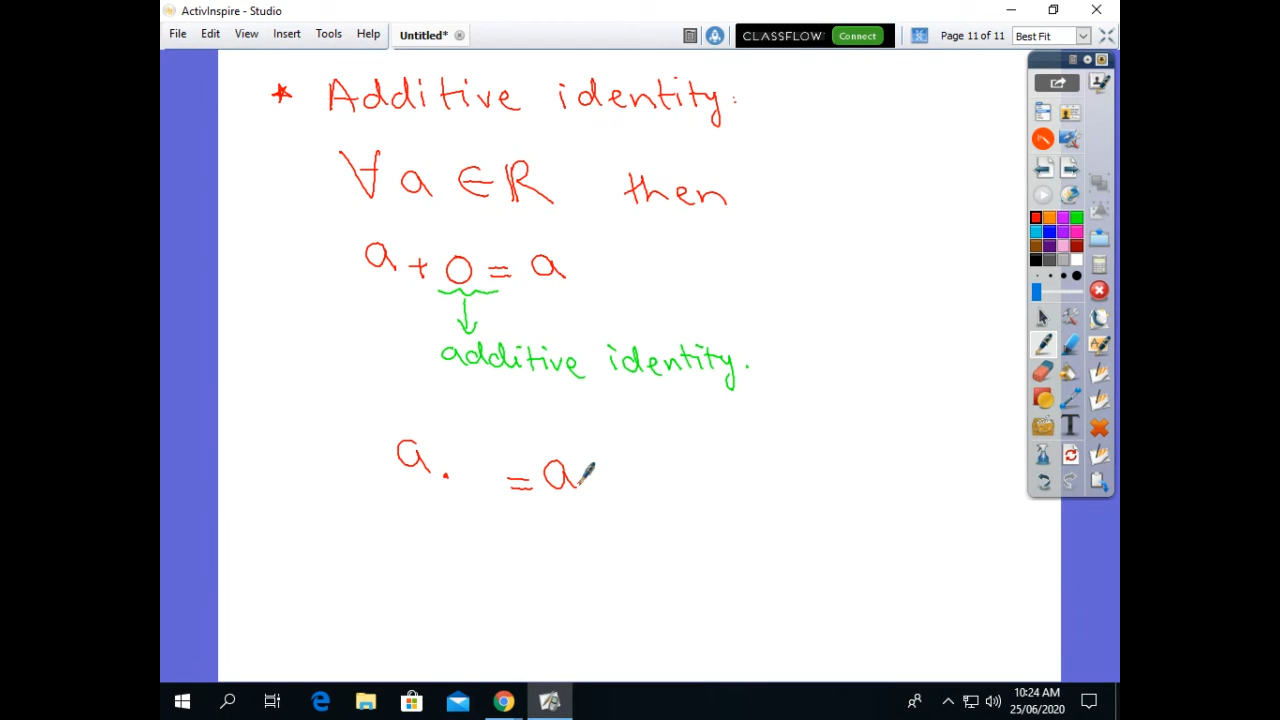 ActivInspire - Studio
File Edit View Insert Tools Help Untitled* CLASSFLOW Connect Page 11 of 11 Best Fit
* Additive identity:
∀ a ∈ ℝ then
a + 0 = a
additive identity.
a . = a
10:24 AM
25/06/2020